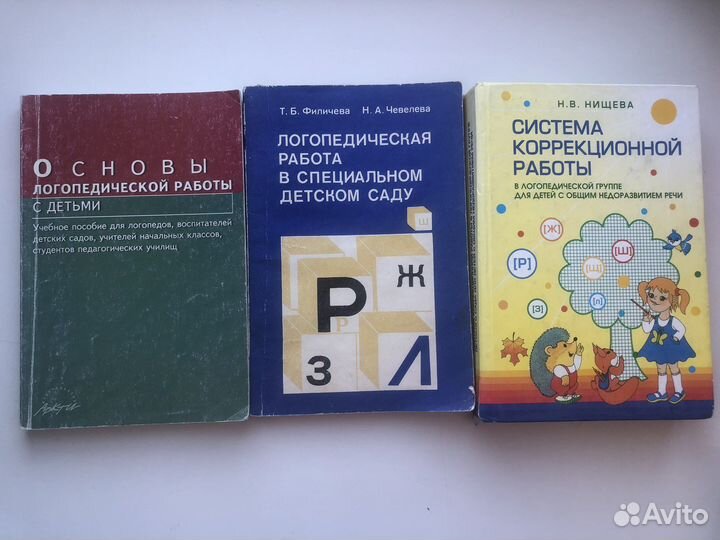 ОСНОВЫ
ЛОГОПЕДИЧЕСКОЙ РАБОТЫ
С ДЕТЬМИ
Учебное пособие для логопедов, воспитателей
детских садов, учителей начальных классов,
студентов педагогических училищ
Т. Б. Филичева Н. А. Чевелева
ЛОГОПЕДИЧЕСКАЯ
РАБОТА
В СПЕЦИАЛЬНОМ
ДЕТСКОМ САДУ
Ш
Ж
Р
Р
З
Л
Н.В. НИЩЕВА
СИСТЕМА
КОРРЕКЦИОННОЙ
РАБОТЫ
В ЛОГОПЕДИЧЕСКОЙ ГРУППЕ
ДЛЯ ДЕТЕЙ С ОБЩИМ НЕДОРАЗВИТИЕМ РЕЧИ
[Ж]
[Ш]
[Р]
[Щ]
[З]
[Л]
Avito